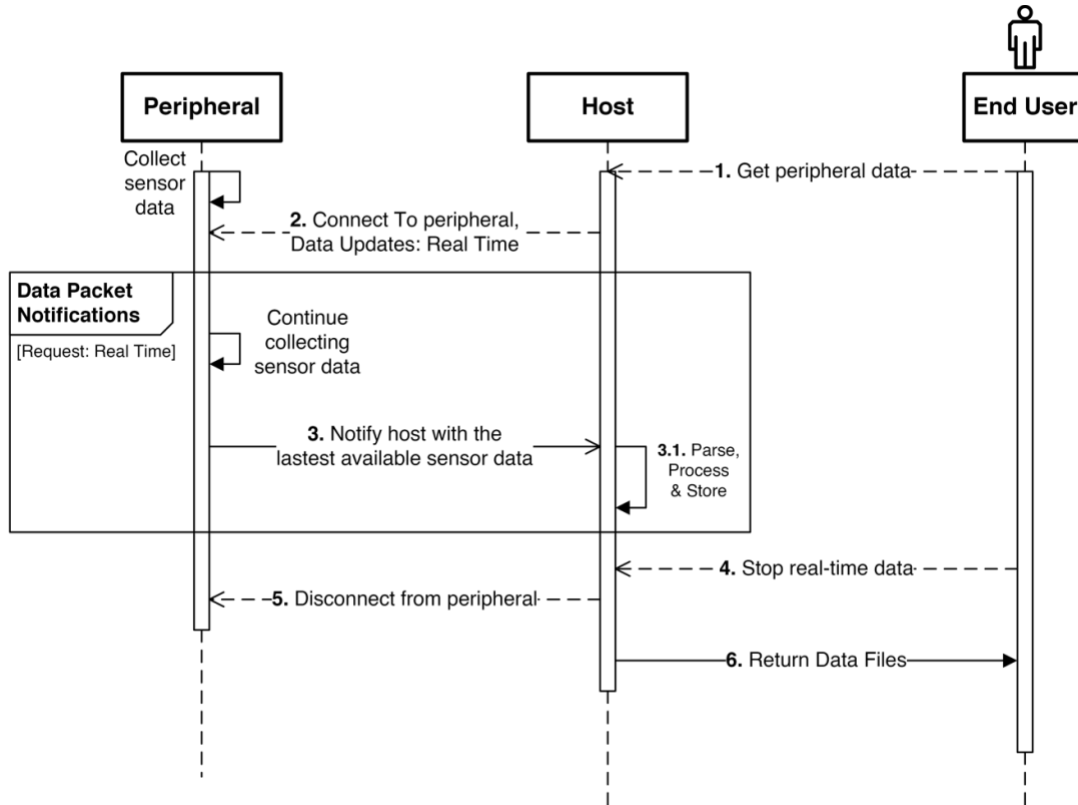 Peripheral
Host
End User
Collect
sensor
data
1. Get peripheral data
2. Connect To peripheral,
Data Updates: Real Time
Data Packet
Notifications
[Request: Real Time]
Continue
collecting
sensor data
3. Notify host with the
lastest available sensor data
3.1. Parse,
Process
& Store
4. Stop real-time data
5. Disconnect from peripheral
6. Return Data Files